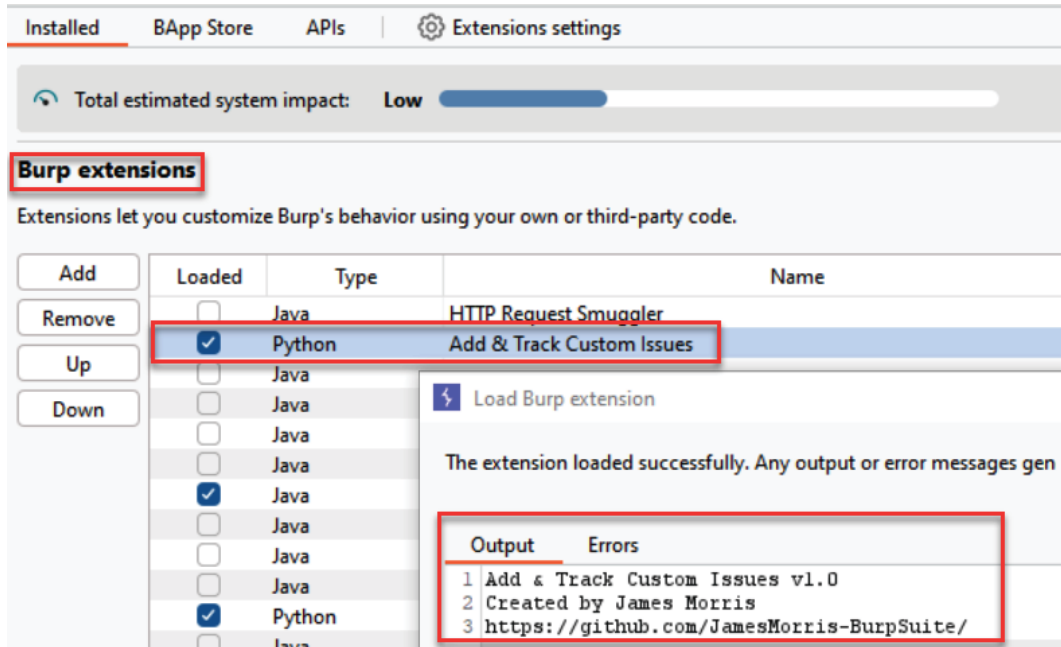 Installed BApp Store APIs Extensions settings
Total estimated system impact: Low
Burp extensions
Extensions let you customize Burp's behavior using your own or third-party code.
Add
Remove
Up
Down
Loaded Type Name
Java HTTP Request Smuggler
Python Add & Track Custom Issues
Java
Java
Java
Java
Java
Java
Java
Java
Python
Java
Load Burp extension
The extension loaded successfully. Any output or error messages gen
Output Errors
1 Add & Track Custom Issues v1.0
2 Created by James Morris
3 https://github.com/JamesMorris-BurpSuite/